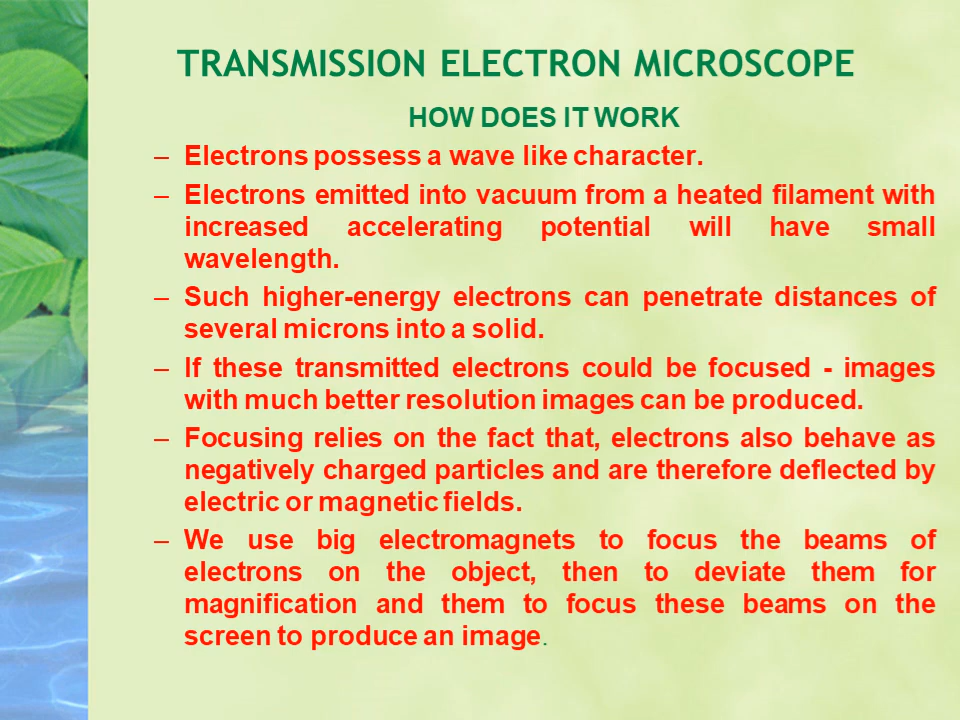 TRANSMISSION ELECTRON MICROSCOPE
HOW DOES IT WORK
– Electrons possess a wave like character.
– Electrons emitted into vacuum from a heated filament with
increased accelerating potential will have small
wavelength.
– Such higher-energy electrons can penetrate distances of
several microns into a solid.
– If these transmitted electrons could be focused - images
with much better resolution images can be produced.
– Focusing relies on the fact that, electrons also behave as
negatively charged particles and are therefore deflected by
electric or magnetic fields.
– We use big electromagnets to focus the beams of
electrons on the object, then to deviate them for
magnification and them to focus these beams on the
screen to produce an image.